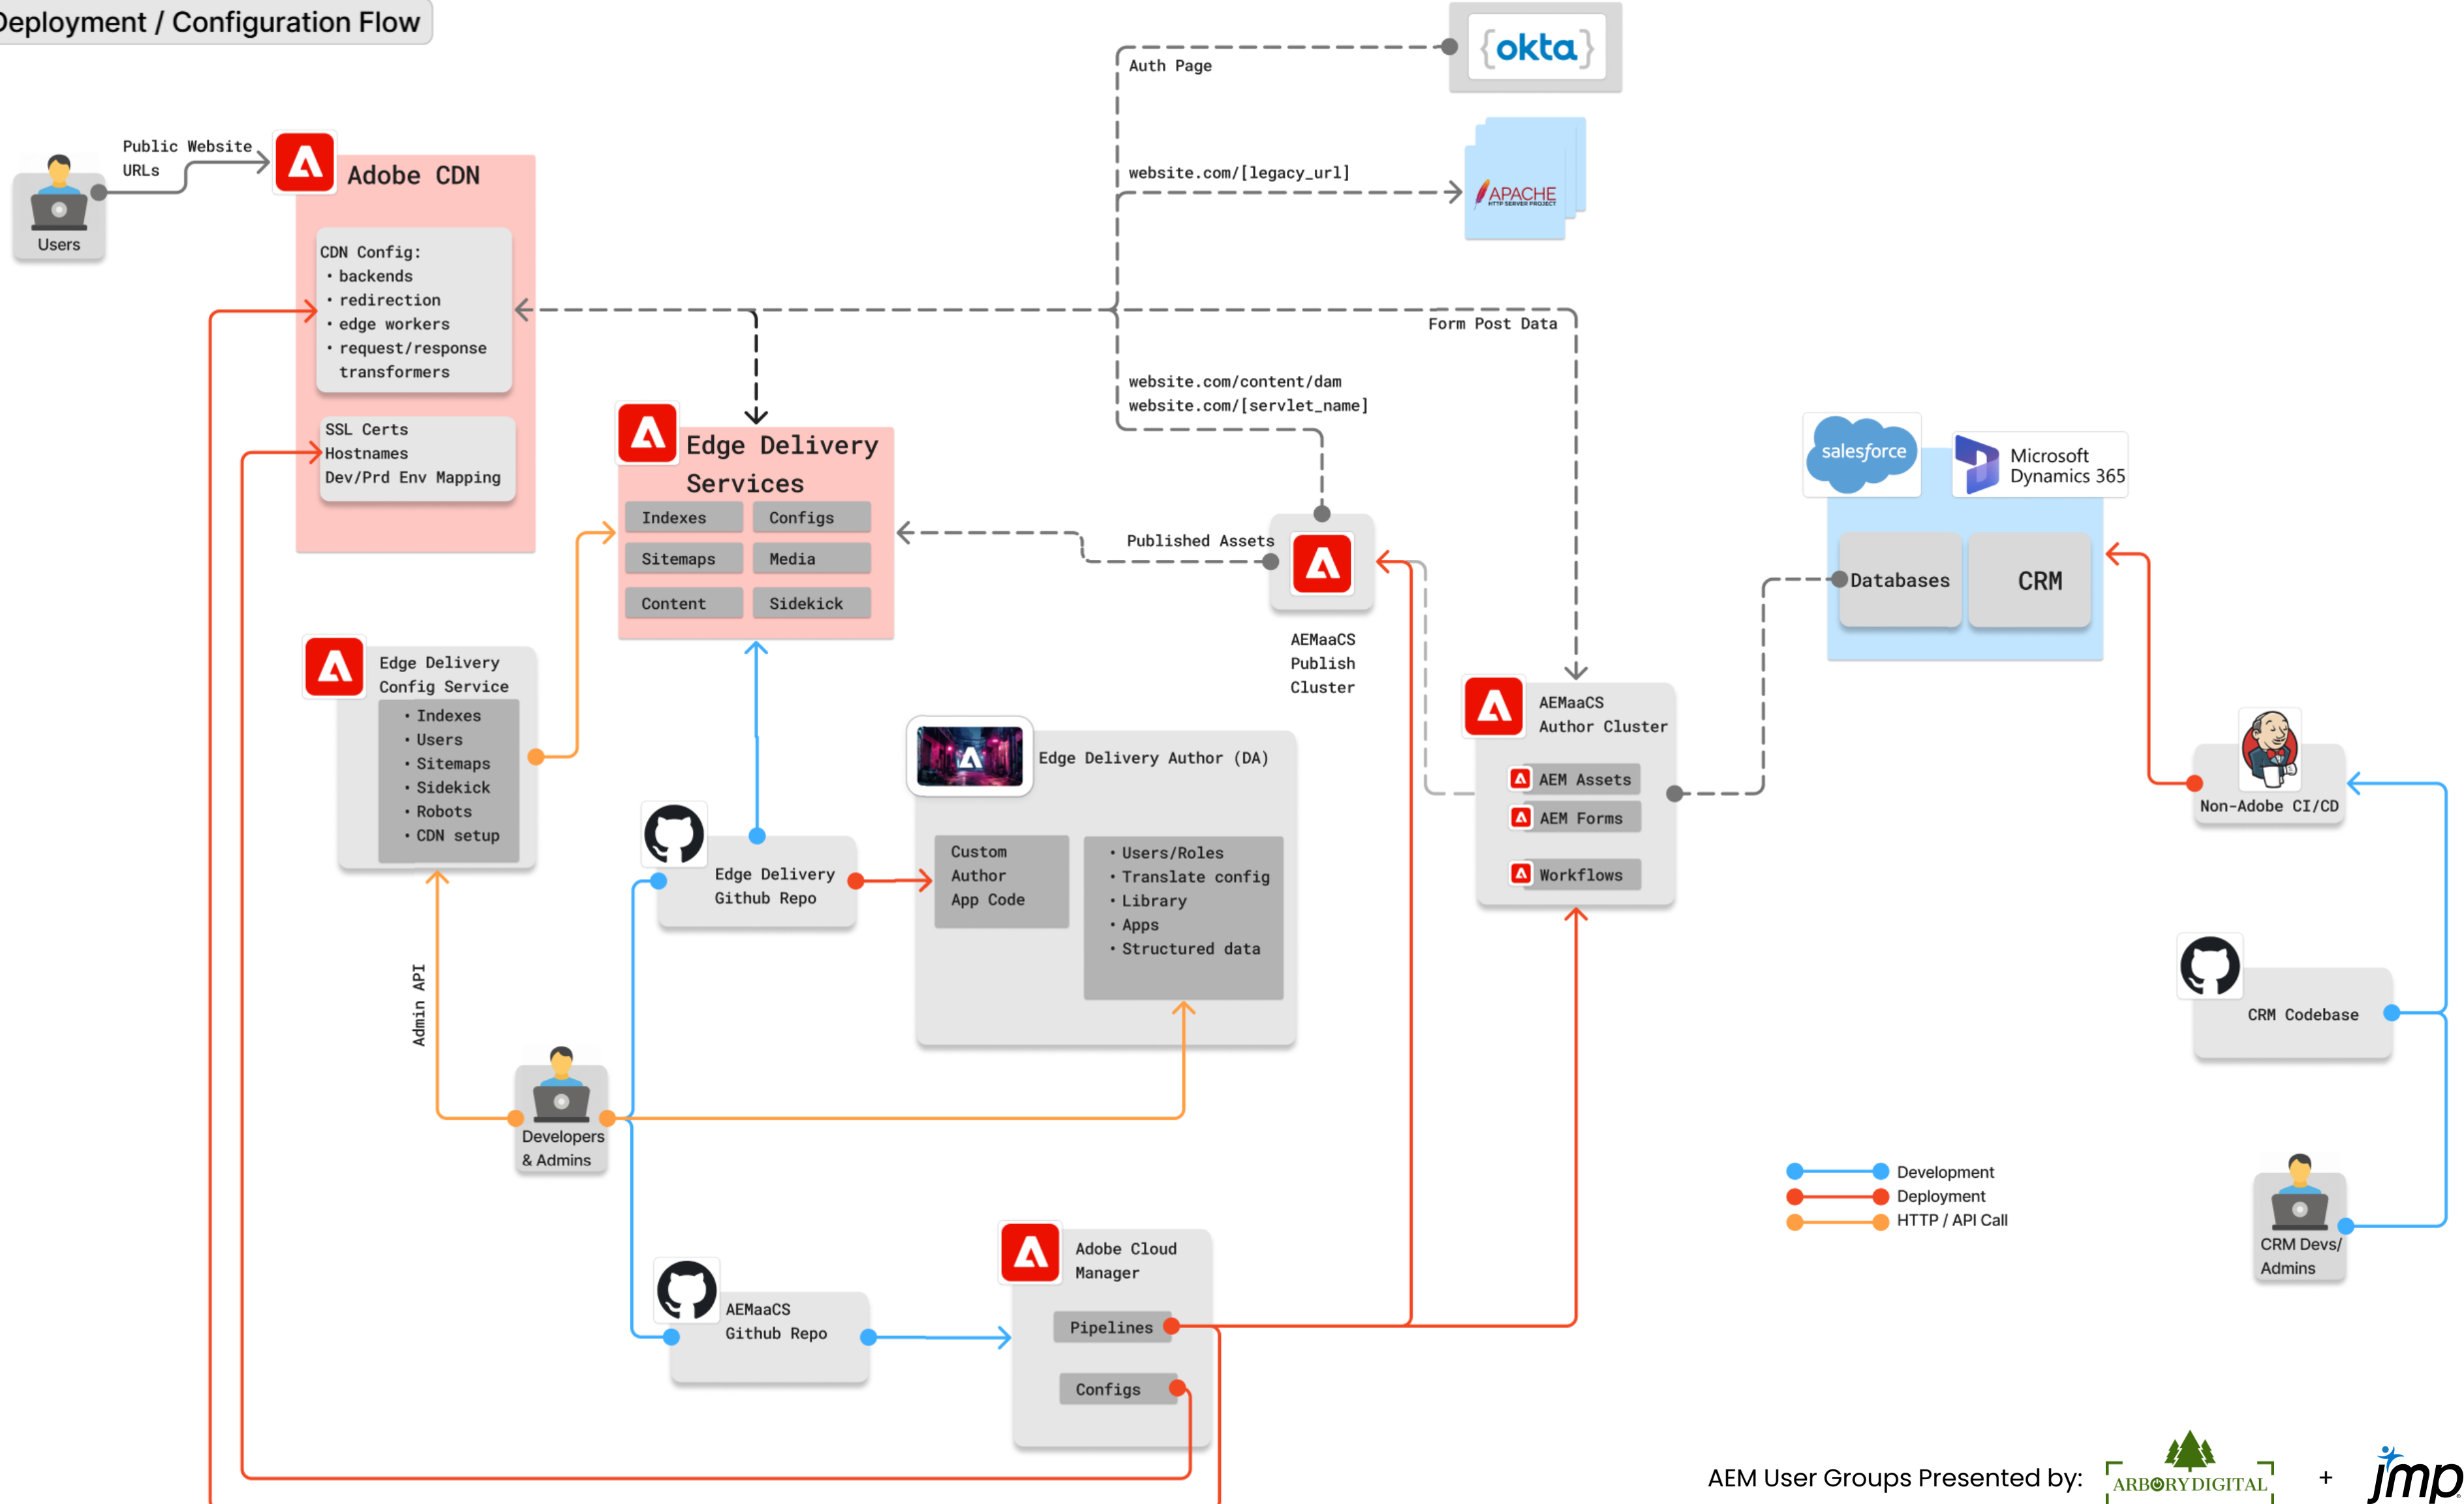 Deployment / Configuration Flow
{okta}
Auth Page
Public Website
URLs
Adobe CDN
website.com/[legacy_url]
APACHE
HTTP SERVER PROJECT
Users
CDN Config:
• backends
• redirection
• edge workers
• request/response
transformers
Form Post Data
website.com/content/dam
website.com/[servlet_name]
SSL Certs
Hostnames
Dev/Prd Env Mapping
Edge Delivery
Services
Indexes
Configs
Sitemaps
Media
Content
Sidekick
Published Assets
AEMaaCS
Publish
Cluster
salesforce
Microsoft
Dynamics 365
Databases
CRM
Edge Delivery
Config Service
• Indexes
• Users
• Sitemaps
• Sidekick
• Robots
• CDN setup
AEMaaCS
Author Cluster
AEM Assets
AEM Forms
Workflows
Edge Delivery Author (DA)
Custom
Author
App Code
• Users/Roles
• Translate config
• Library
• Apps
• Structured data
Edge Delivery
Github Repo
Non-Adobe CI/CD
Admin API
CRM Codebase
Developers
& Admins
Development
Deployment
HTTP / API Call
CRM Devs/
Admins
Adobe Cloud
Manager
Pipelines
Configs
AEMaaCS
Github Repo
AEM User Groups Presented by:
ARBORYDIGITAL
+
jmp